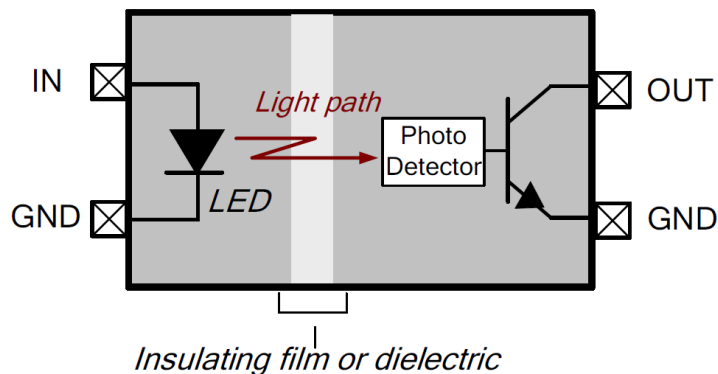 IN
OUT
Light path
Photo
Detector
LED
GND
GND
Insulating film or dielectric